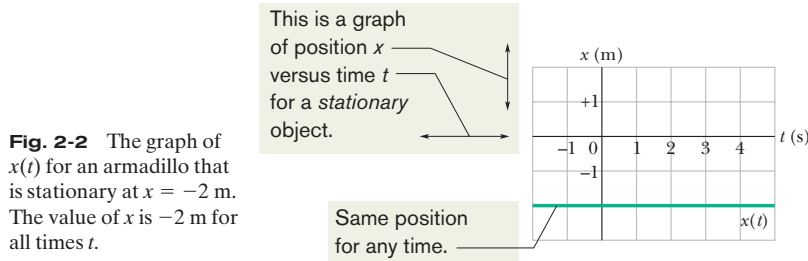 This is a graph
of position x
versus time t
for a stationary
object.
Fig. 2-2 The graph of
x(t) for an armadillo that
is stationary at x = −2 m.
The value of x is −2 m for
all times t.
Same position
for any time.
x (m)
+1
t (s)
−1 0 1 2 3 4
−1
x(t)